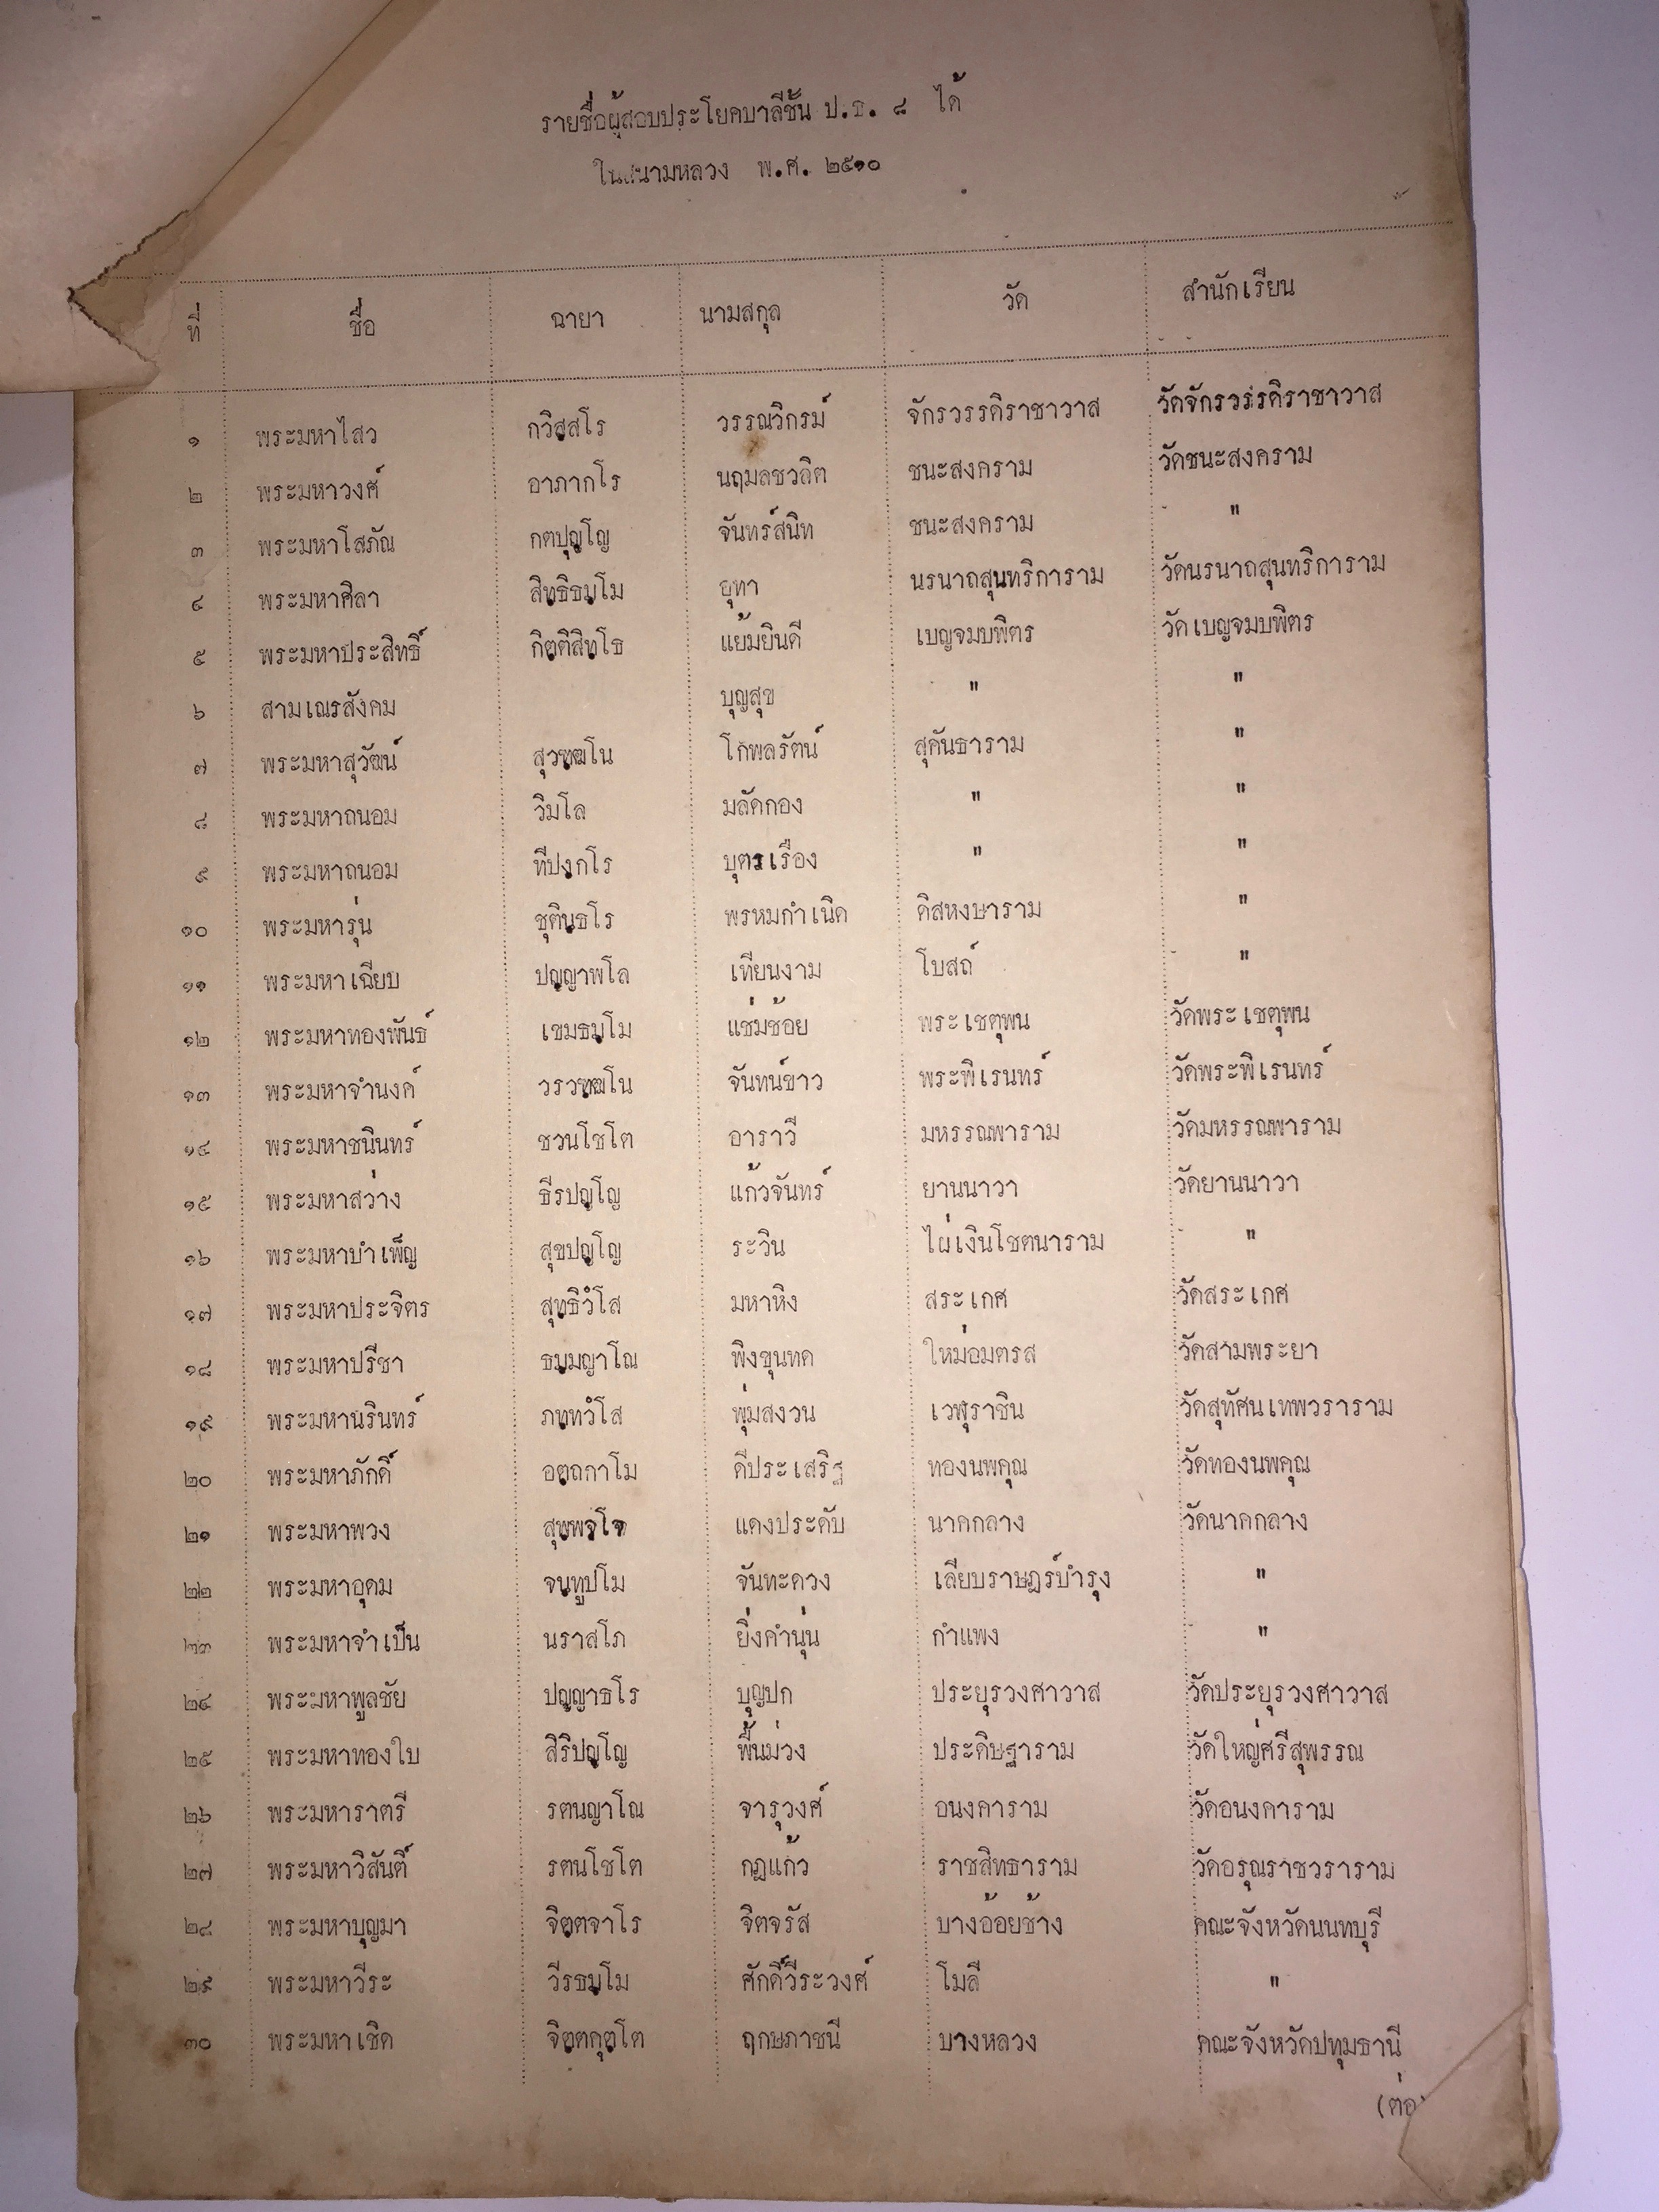 รายชื่อผู้สอบประโยคบาลีชั้น ป.ธ. ๘ ได้
ในสนามหลวง พ.ศ. ๒๕๑๐
ที่ ชื่อ ฉายา นามสกุล วัด สำนักเรียน
๑ พระมหาไสว กวิสฺสโร วรรณวิกรม์ จักรวรรดิราชาวาส วัดจักรวรรดิราชาวาส
๒ พระมหาวงศ์ อาภากโร นฤมลชวลิต ชนะสงคราม วัดชนะสงคราม
๓ พระมหาโสภัณ กตปุญฺโญ จันทร์สนิท ชนะสงคราม "
๔ พระมหาศิลา สิทฺธิธมฺโม ยุทา นรนาถสุนทริการาม วัดนรนาถสุนทริการาม
๕ พระมหาประสิทธิ์ กิตฺติสิทฺโธ แย้มยินดี เบญจมบพิตร วัดเบญจมบพิตร
๖ สามเณรสังคม บุญสุข " "
๗ พระมหาสุวัฒน์ สุวฑฺฒโน โกพลรัตน์ สุคันธาราม "
๘ พระมหาถนอม วิมโล มลัดกอง " "
๙ พระมหาถนอม ทีปงฺกโร บุตรเรือง " "
๑๐ พระมหารุ่น ชุตินฺธโร พรหมกำเนิด ดิสหงษาราม "
๑๑ พระมหาเฉียบ ปญฺญาพโล เทียนงาม โบสถ์ "
๑๒ พระมหาทองพันธ์ เขมธมฺโม แช่มช้อย พระเชตุพน วัดพระเชตุพน
๑๓ พระมหาจำนงค์ วรวฑฺฒโน จันทน์ขาว พระพิเรนทร์ วัดพระพิเรนทร์
๑๔ พระมหาชนินทร์ ชวนโชโต อาราวี มหรรณพาราม วัดมหรรณพาราม
๑๕ พระมหาสว่าง ธีรปญฺโญ แก้วจันทร์ ยานนาวา วัดยานนาวา
๑๖ พระมหาบำเพ็ญ สุขปญฺโญ ระวิน ไผ่เงินโชตนาราม "
๑๗ พระมหาประจิตร สุทฺธิวํโส มหาหิง สระเกศ วัดสระเกศ
๑๘ พระมหาปรีชา ธมฺมญาโณ พิงขุนทด ใหม่อมตรส วัดสามพระยา
๑๙ พระมหานรินทร์ ภทฺทวํโส พุ่มสงวน เวฬุราชิน วัดสุทัศนเทพวราราม
๒๐ พระมหาภักดิ์ อตฺถกาโม ดีประเสริฐ ทองนพคุณ วัดทองนพคุณ
๒๑ พระมหาพวง สุพฺพจฺโจ แดงประดับ นาคกลาง วัดนาคกลาง
๒๒ พระมหาอุดม จนฺทูปโม จันทะดวง เลียบราษฎร์บำรุง "
๒๓ พระมหาจำเป็น นราสโภ ยิ่งคำนุ่น กำแพง "
๒๔ พระมหาพูลชัย ปญฺญาธโร บุญปก ประยุรวงศาวาส วัดประยุรวงศาวาส
๒๕ พระมหาทองใบ สิริปญฺโญ พื้นม่วง ประดิษฐาราม วัดใหญ่ศรีสุพรรณ
๒๖ พระมหาราตรี รตนญาโณ จารุวงศ์ อนงคาราม วัดอนงคาราม
๒๗ พระมหาวิสันติ์ รตนโชโต กฎแก้ว ราชสิทธาราม วัดอรุณราชวราราม
๒๘ พระมหาบุญมา จิตฺตจาโร จิตจรัส บางอ้อยช้าง คณะจังหวัดนนทบุรี
๒๙ พระมหาวีระ วีรธมฺโม ศักดิ์วีระวงศ์ โมลี "
๓๐ พระมหาเชิด จิตฺตคุตฺโต ฤกษภาชนี บางหลวง คณะจังหวัดปทุมธานี
(ต่อ